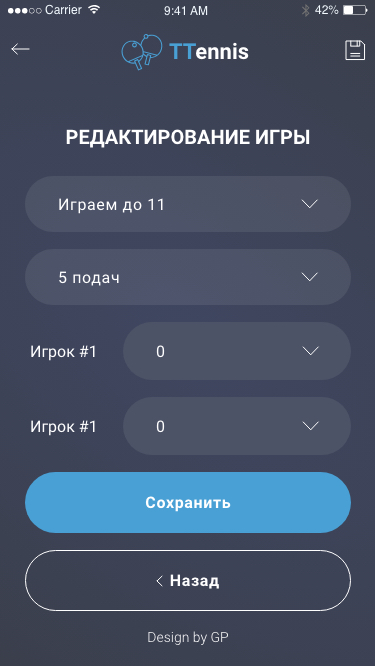 Carrier 9:41 AM 42%
TTennis
РЕДАКТИРОВАНИЕ ИГРЫ
Играем до 11
5 подач
Игрок #1 0
Игрок #1 0
Сохранить
Назад
Design by GP